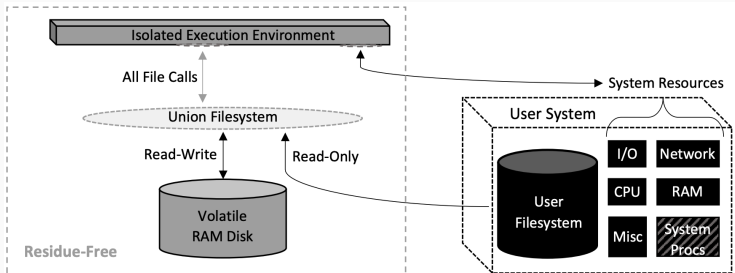 Isolated Execution Environment
All File Calls
System Resources
Union Filesystem
User System
Read-Write
Read-Only
I/O
Network
CPU
RAM
User
Filesystem
Volatile
RAM Disk
Misc
System
Procs
Residue-Free